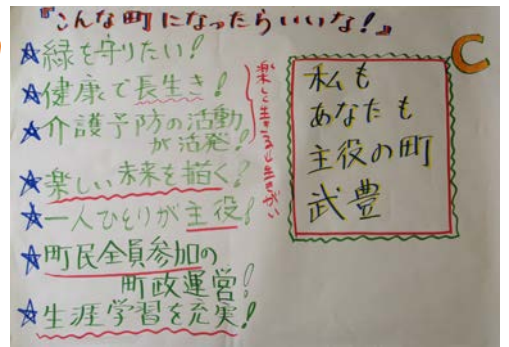 『こんな町になったらいいな!』
C
☆緑を守りたい!
☆健康で長生き!
☆介護予防の活動
が活発!
楽しく生きる!生きがい
☆楽しい未来を描く!
☆一人ひとりが主役!
☆町民全員参加の
町政運営!
☆生涯学習を充実!
私も
あなたも
主役の町
武豊